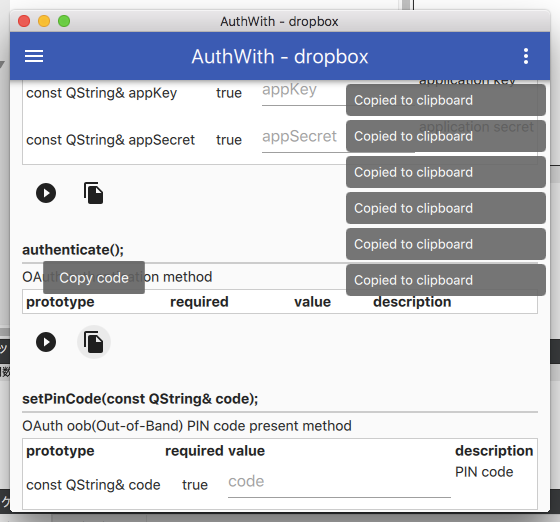 AuthWith - dropbox
AuthWith - dropbox
const QString& appKey true appKey application key
Copied to clipboard
const QString& appSecret true appSecret application secret
Copied to clipboard
Copied to clipboard
Copied to clipboard
authenticate();
Copied to clipboard
Copy code
method
Copied to clipboard
prototype required value description
setPinCode(const QString& code);
OAuth oob(Out-of-Band) PIN code present method
prototype required value description
PIN code
const QString& code true code